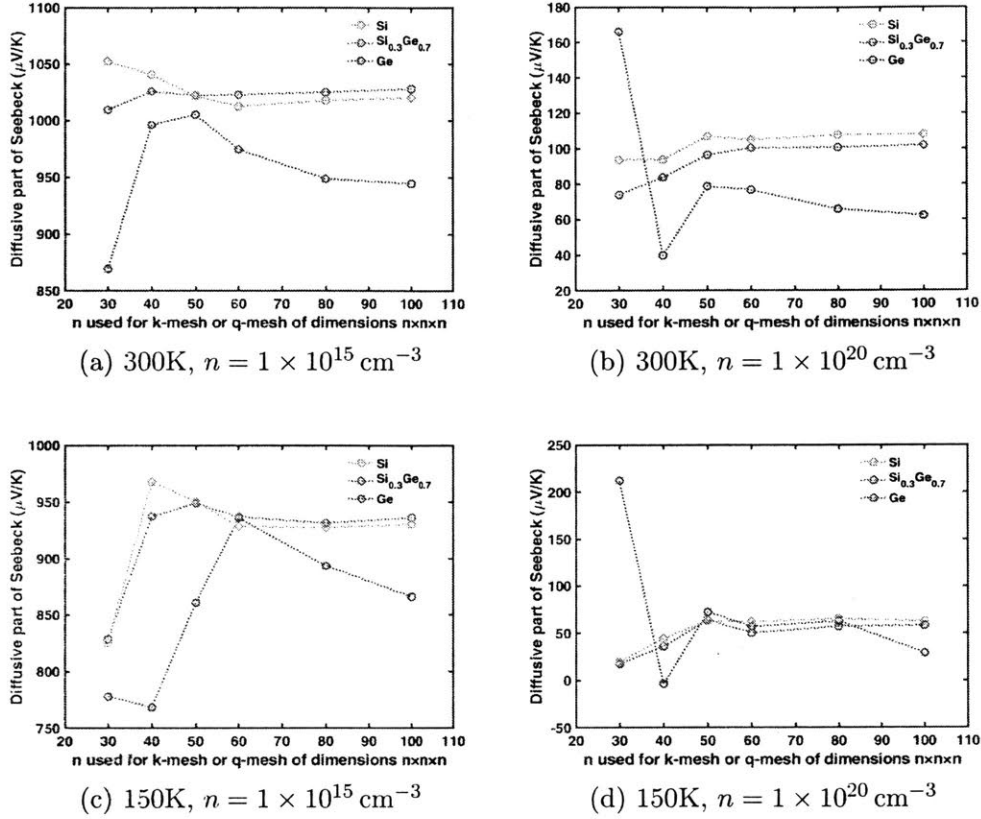 1100
1050
1000
950
900
850
20 30 40 50 60 70 80 90 100 110
Diffusive part of Seebeck (μV/K)
n used for k-mesh or q-mesh of dimensions n×n×n
Si
Si0.3Ge0.7
Ge
(a) 300K, n = 1 × 10^15 cm^−3
180
160
140
120
100
80
60
40
20
20 30 40 50 60 70 80 90 100 110
Diffusive part of Seebeck (μV/K)
n used for k-mesh or q-mesh of dimensions n×n×n
Si
Si0.3Ge0.7
Ge
(b) 300K, n = 1 × 10^20 cm^−3
1000
950
900
850
800
750
20 30 40 50 60 70 80 90 100 110
Diffusive part of Seebeck (μV/K)
n used for k-mesh or q-mesh of dimensions n×n×n
Si
Si0.3Ge0.7
Ge
(c) 150K, n = 1 × 10^15 cm^−3
250
200
150
100
50
0
-50
20 30 40 50 60 70 80 90 100 110
Diffusive part of Seebeck (μV/K)
n used for k-mesh or q-mesh of dimensions n×n×n
Si
Si0.3Ge0.7
Ge
(d) 150K, n = 1 × 10^20 cm^−3